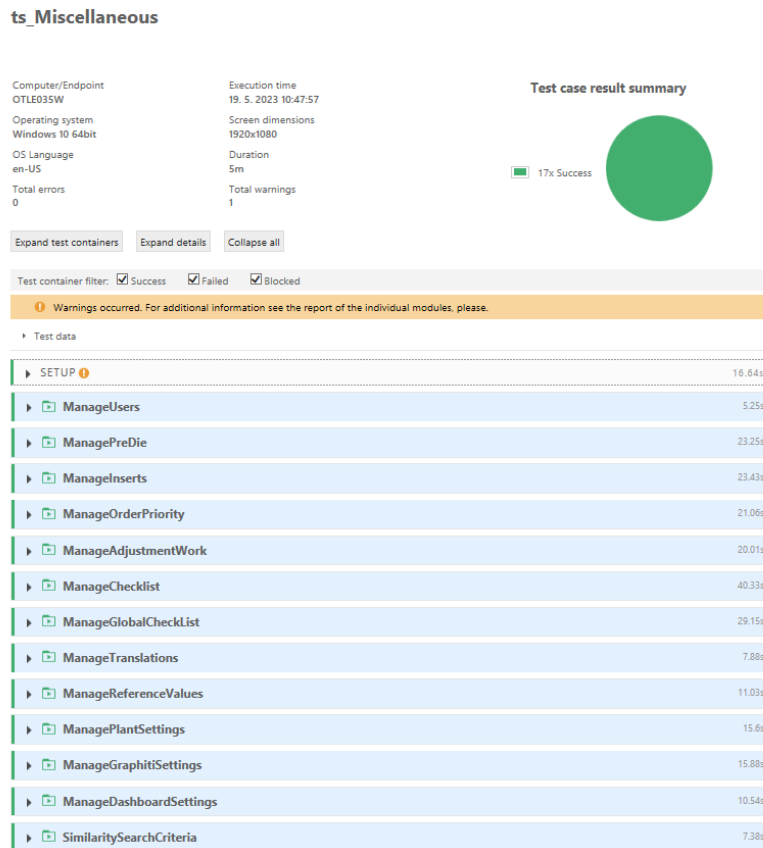 ts_Miscellaneous
Computer/Endpoint
OTLE035W
Execution time
19. 5. 2023 10:47:57
Operating system
Windows 10 64bit
Screen dimensions
1920x1080
OS Language
en-US
Duration
5m
Total errors
0
Total warnings
1
Test case result summary
17x Success
Expand test containers Expand details Collapse all
Test container filter: Success Failed Blocked
Warnings occurred. For additional information see the report of the individual modules, please.
Test data
SETUP 16.64s
ManageUsers 5.25s
ManagePreDie 23.25s
ManageInserts 23.43s
ManageOrderPriority 21.06s
ManageAdjustmentWork 20.01s
ManageChecklist 40.33s
ManageGlobalCheckList 29.15s
ManageTranslations 7.88s
ManageReferenceValues 11.03s
ManagePlantSettings 15.6s
ManageGraphitiSettings 15.88s
ManageDashboardSettings 10.54s
SimilaritySearchCriteria 7.38s